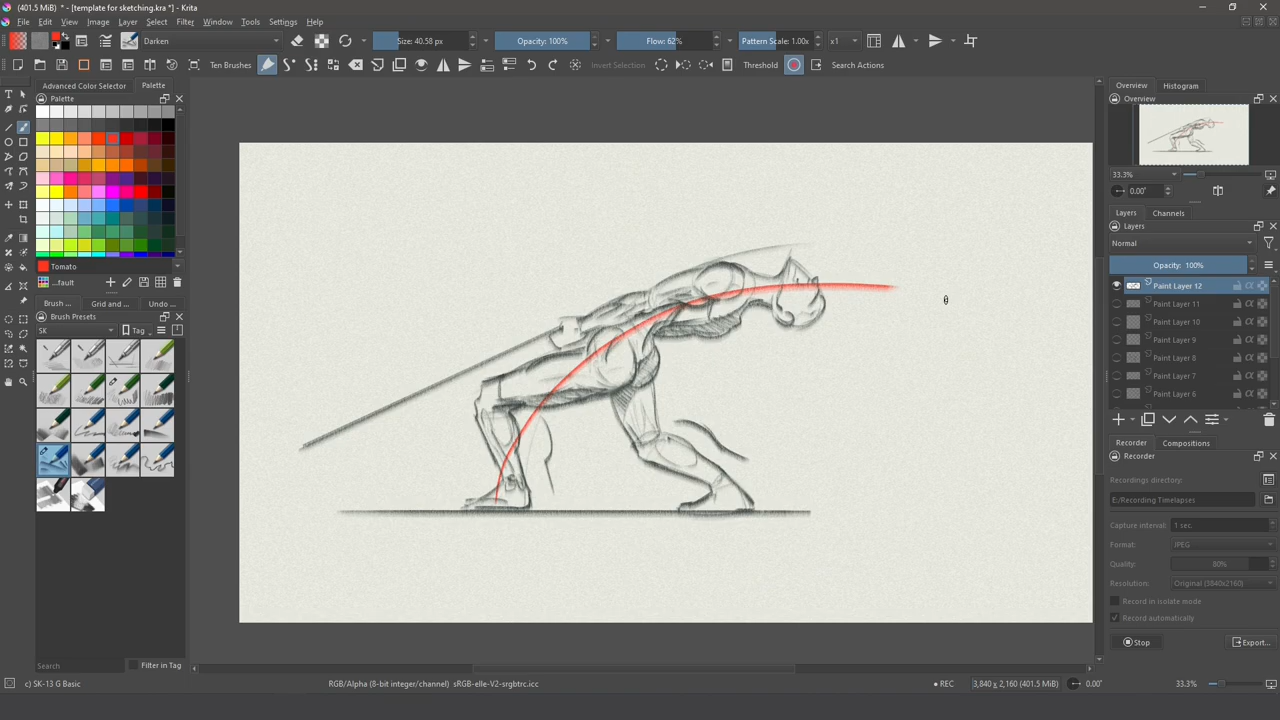 (401.5 MiB) * - [template for sketching.kra *] - Krita
File Edit View Image Layer Select Filter Window Tools Settings Help
Darken Size: 40.58 px Opacity: 100% Flow: 62% Pattern Scale: 1.00x x1
Ten Brushes Invert Selection Threshold Search Actions
Advanced Color Selector Palette
Palette
Tomato
...fault
Brush ... Grid and ... Undo ...
Brush Presets
SK Tag
Search Filter in Tag
c) SK-13 G Basic RGB/Alpha (8-bit integer/channel) sRGB-elle-V2-srgbtrc.icc REC 3,840 x 2,160 (401.5 MiB) 0.00° 33.3%
Overview Histogram
Overview
33.3%
0.00°
Layers Channels
Layers
Normal
Opacity: 100%
Paint Layer 12
Paint Layer 11
Paint Layer 10
Paint Layer 9
Paint Layer 8
Paint Layer 7
Paint Layer 6
Recorder Compositions
Recorder
Recordings directory:
E:/Recording Timelapses
Capture interval: 1 sec.
Format: JPEG
Quality: 80%
Resolution: Original (3840x2160)
Record in isolate mode
Record automatically
Stop Export...